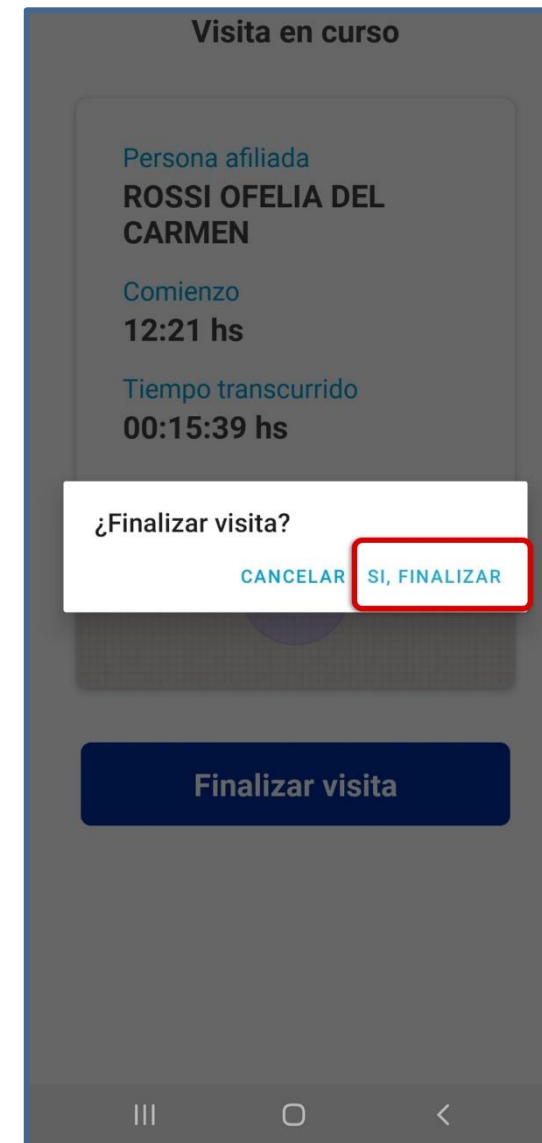 Visita en curso
Persona afiliada
ROSSI OFELIA DEL
CARMEN
Comienzo
12:21 hs
Tiempo transcurrido
00:15:39 hs
¿Finalizar visita?
CANCELAR SI, FINALIZAR
Finalizar visita